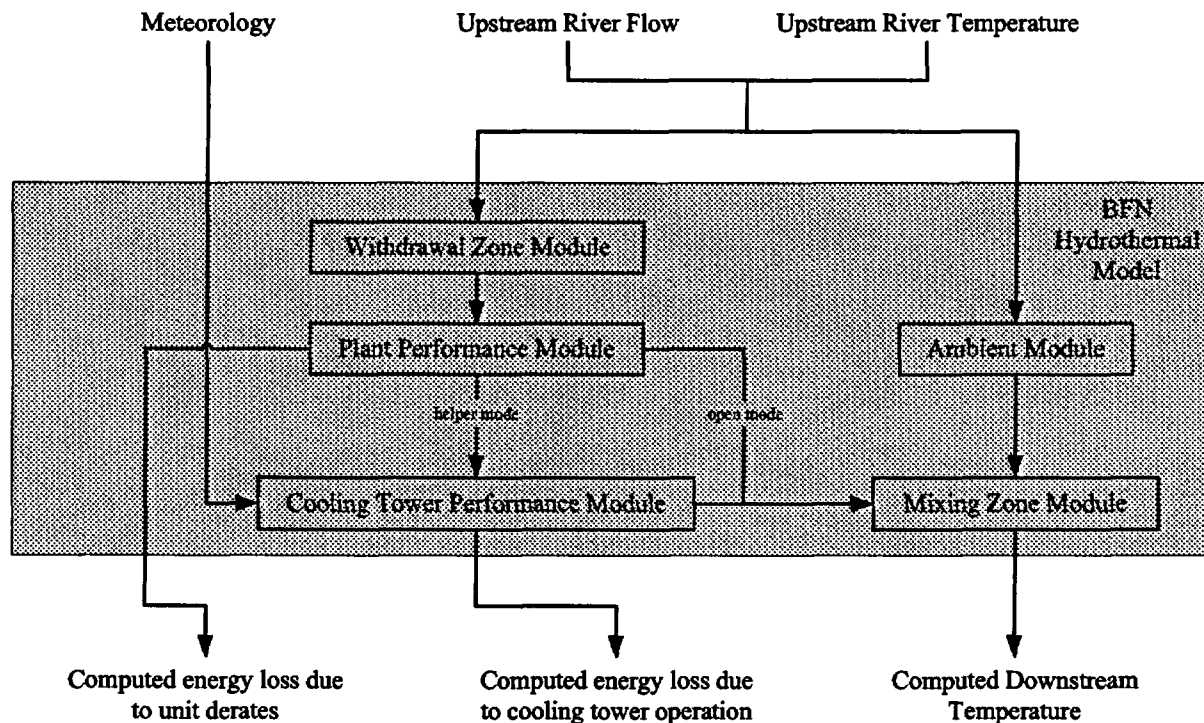 Meteorology
Upstream River Flow
Upstream River Temperature
BFN
Hydrothermal
Model
Withdrawal Zone Module
Plant Performance Module
Ambient Module
helper mode
open mode
Cooling Tower Performance Module
Mixing Zone Module
Computed energy loss due
to unit derates
Computed energy loss due
to cooling tower operation
Computed Downstream
Temperature